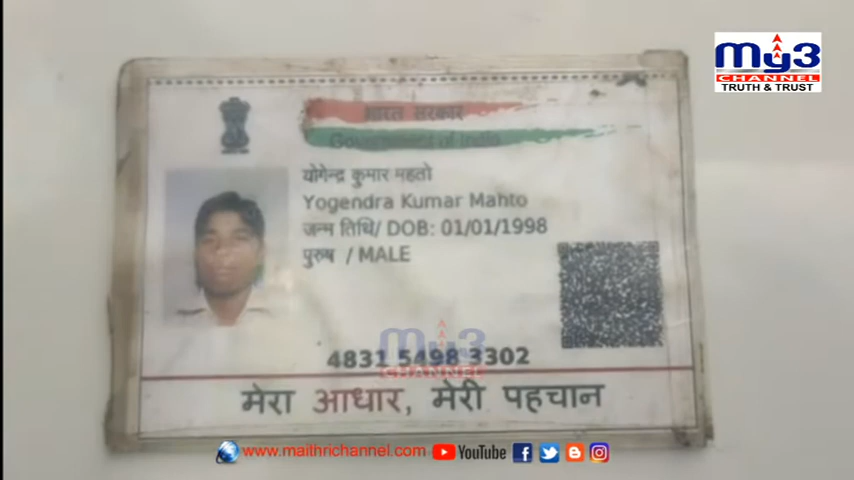 my3
CHANNEL
TRUTH & TRUST
भारत सरकार
Government of India
योगेन्द्र कुमार महतो
Yogendra Kumar Mahto
जन्म तिथि/ DOB: 01/01/1998
पुरुष / MALE
my3
CHANNEL
4831 5498 3302
मेरा आधार, मेरी पहचान
www.maithrichannel.com YouTube